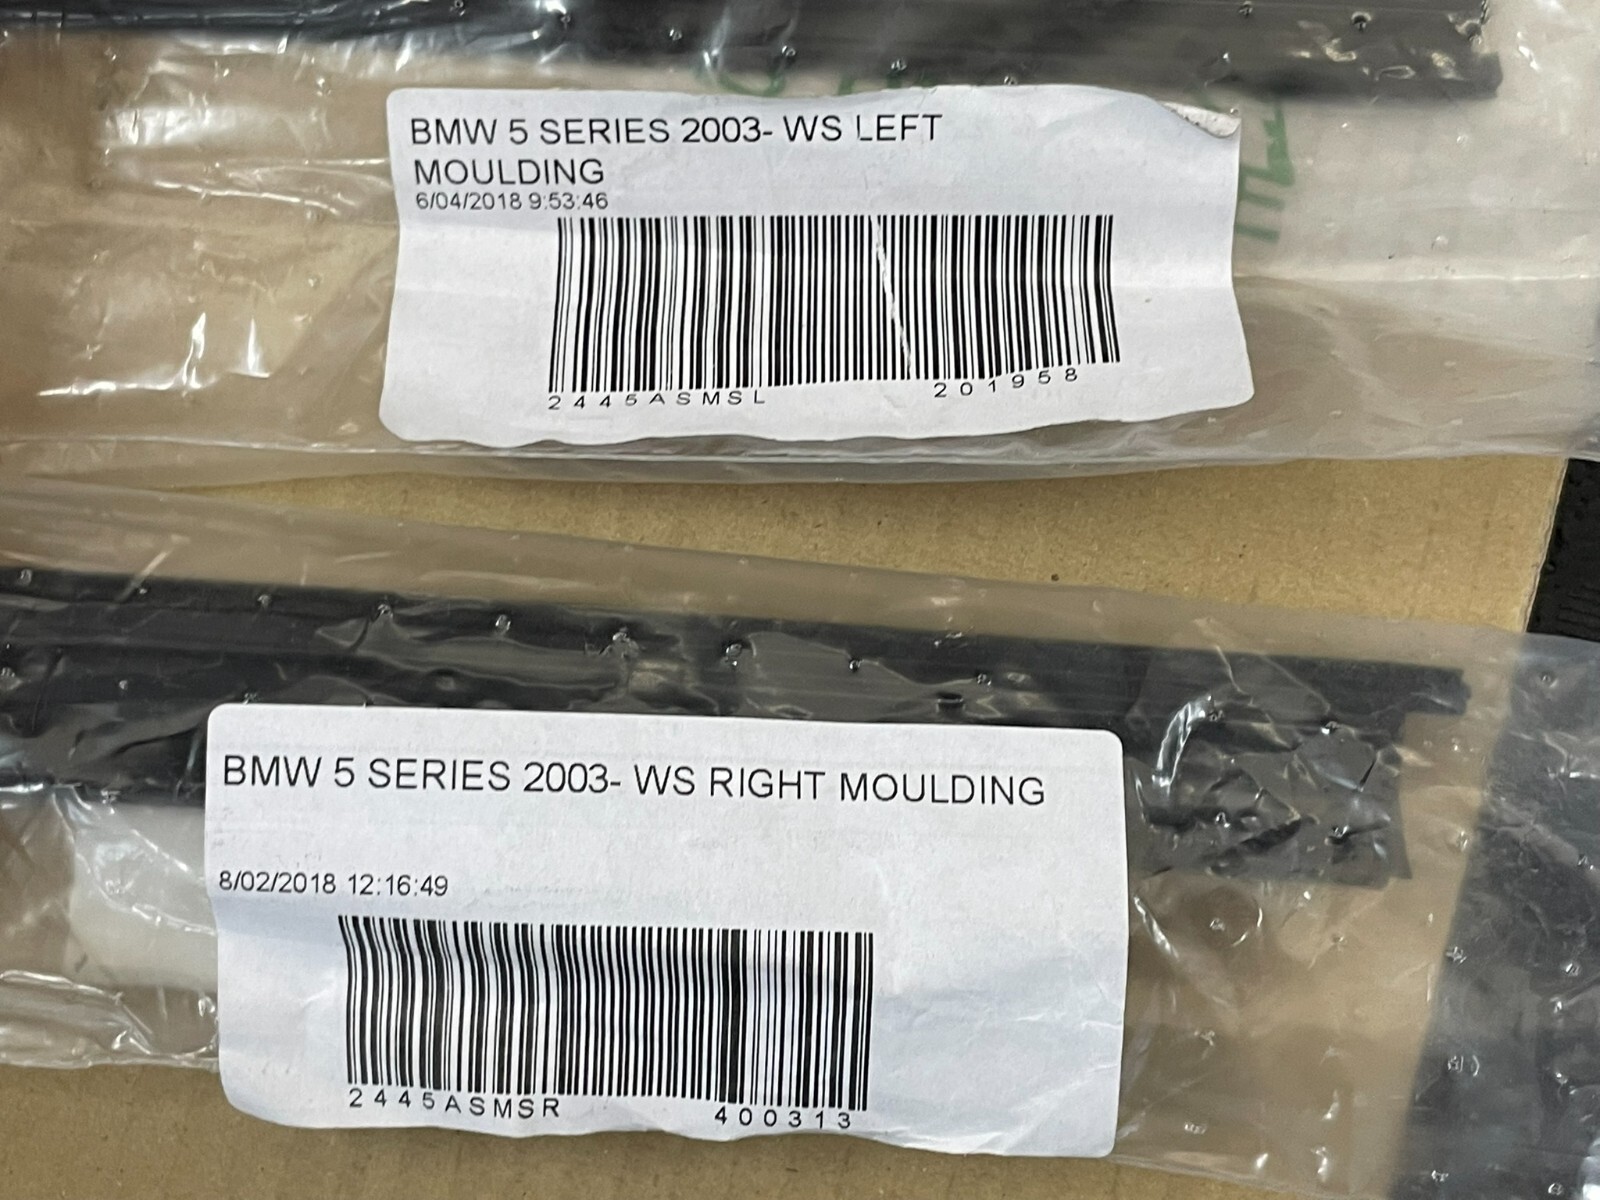 BMW 5 SERIES 2003- WS LEFT
MOULDING
6/04/2018 9:53:46
2445ASMSL 201958
BMW 5 SERIES 2003- WS RIGHT MOULDING
8/02/2018 12:16:49
2445ASMSR 400313